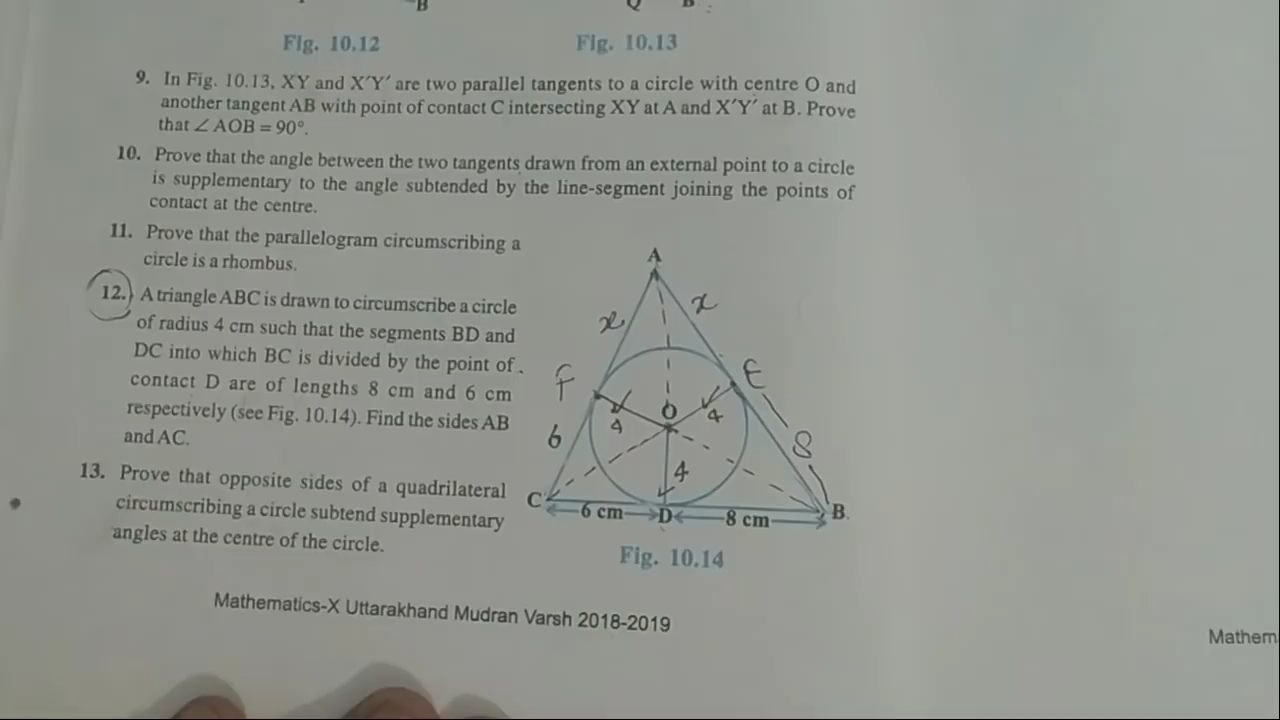 B
Q B
Fig. 10.12
Fig. 10.13
9. In Fig. 10.13, XY and X′Y′ are two parallel tangents to a circle with centre O and
another tangent AB with point of contact C intersecting XY at A and X′Y′ at B. Prove
that ∠ AOB = 90°.
10. Prove that the angle between the two tangents drawn from an external point to a circle
is supplementary to the angle subtended by the line-segment joining the points of
contact at the centre.
11. Prove that the parallelogram circumscribing a
circle is a rhombus.
12. A triangle ABC is drawn to circumscribe a circle
of radius 4 cm such that the segments BD and
DC into which BC is divided by the point of
contact D are of lengths 8 cm and 6 cm
respectively (see Fig. 10.14). Find the sides AB
and AC.
13. Prove that opposite sides of a quadrilateral
circumscribing a circle subtend supplementary
angles at the centre of the circle.
A
x x
F E
O
4 4
6 8
4
C 6 cm D 8 cm B
Fig. 10.14
Mathematics-X Uttarakhand Mudran Varsh 2018-2019
Mathem